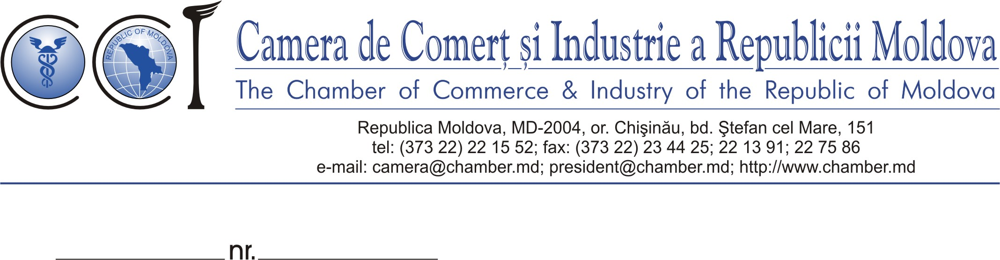 CCI
REPUBLIC OF MOLDOVA
Camera de Comerț și Industrie a Republicii Moldova
The Chamber of Commerce & Industry of the Republic of Moldova
Republica Moldova, MD-2004, or. Chişinău, bd. Ştefan cel Mare, 151
tel: (373 22) 22 15 52; fax: (373 22) 23 44 25; 22 13 91; 22 75 86
e-mail: camera@chamber.md; president@chamber.md; http://www.chamber.md
nr.